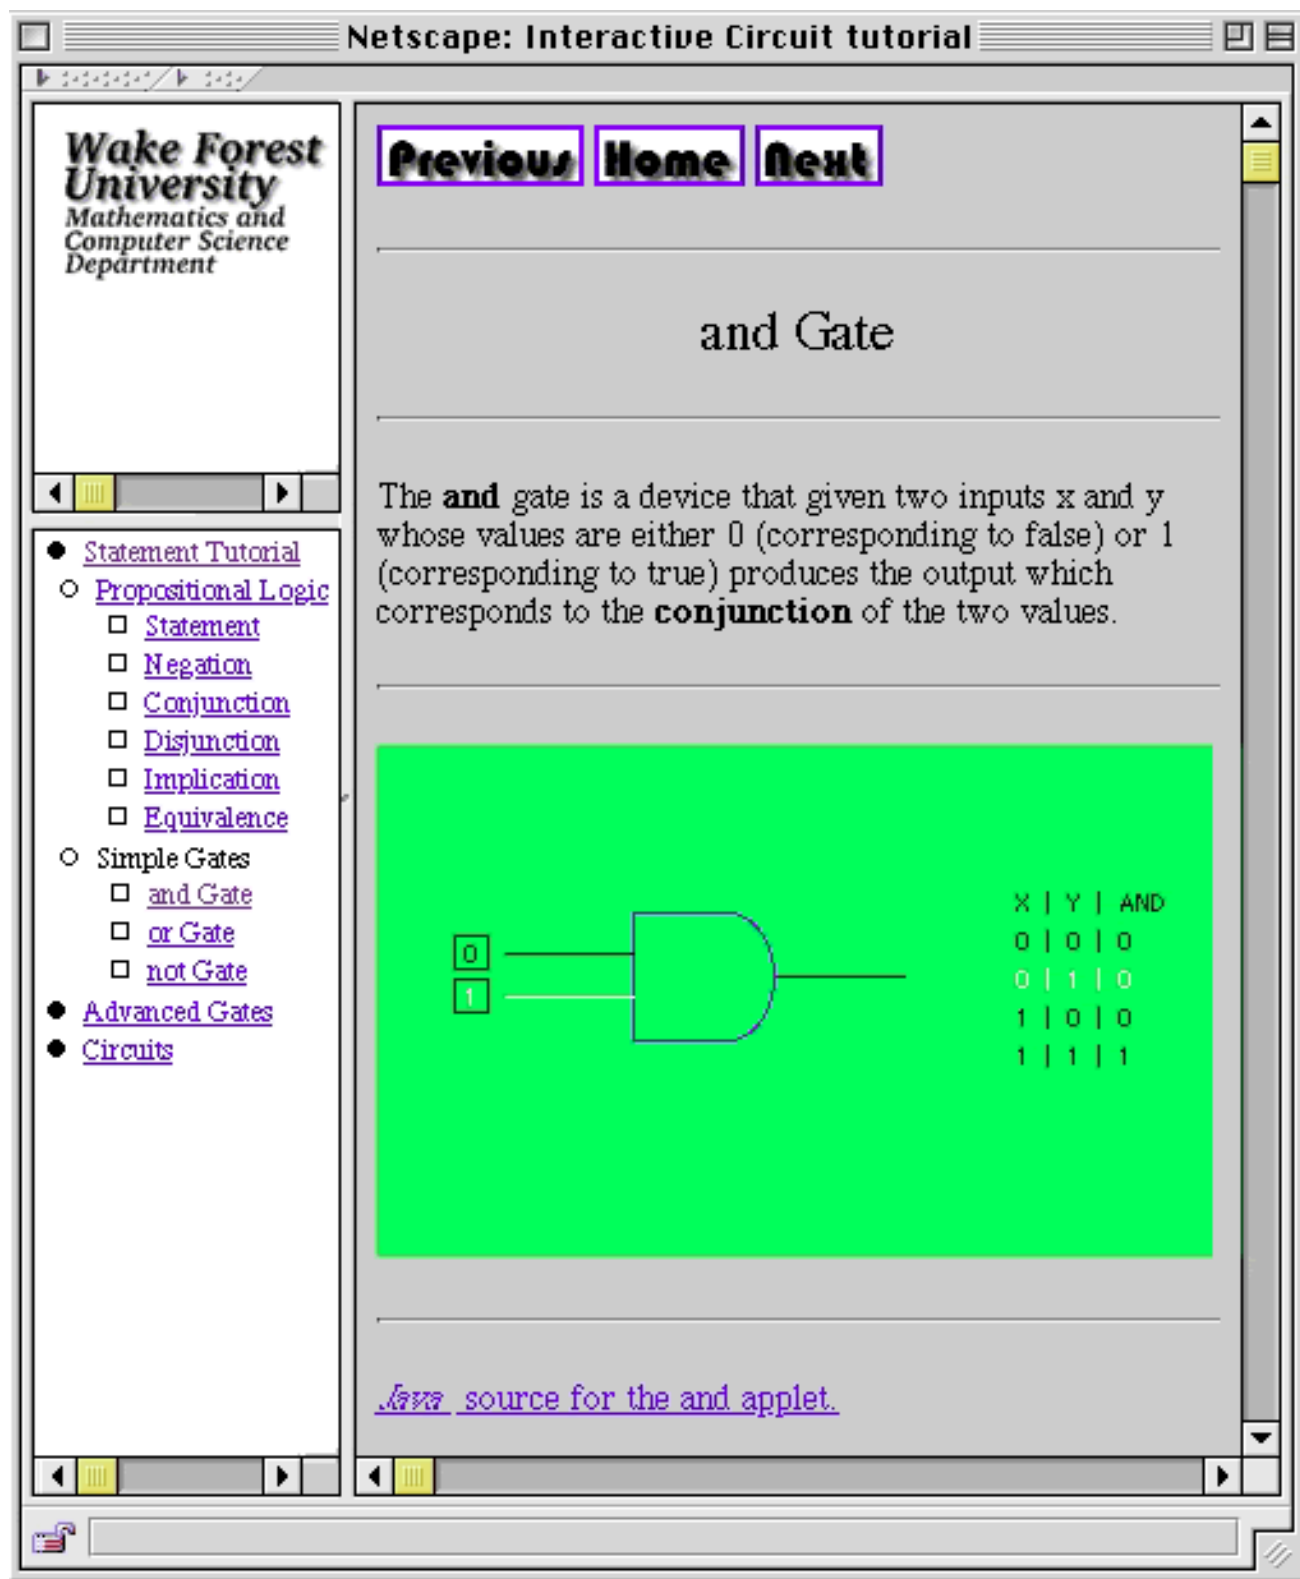 Netscape: Interactive Circuit tutorial
Wake Forest
University
Mathematics and
Computer Science
Department
Statement Tutorial
Propositional Logic
Statement
Negation
Conjunction
Disjunction
Implication
Equivalence
Simple Gates
and Gate
or Gate
not Gate
Advanced Gates
Circuits
Previous Home Next
and Gate
The and gate is a device that given two inputs x and y
whose values are either 0 (corresponding to false) or 1
(corresponding to true) produces the output which
corresponds to the conjunction of the two values.
0
1
X | Y | AND
0 | 0 | 0
0 | 1 | 0
1 | 0 | 0
1 | 1 | 1
Java source for the and applet.